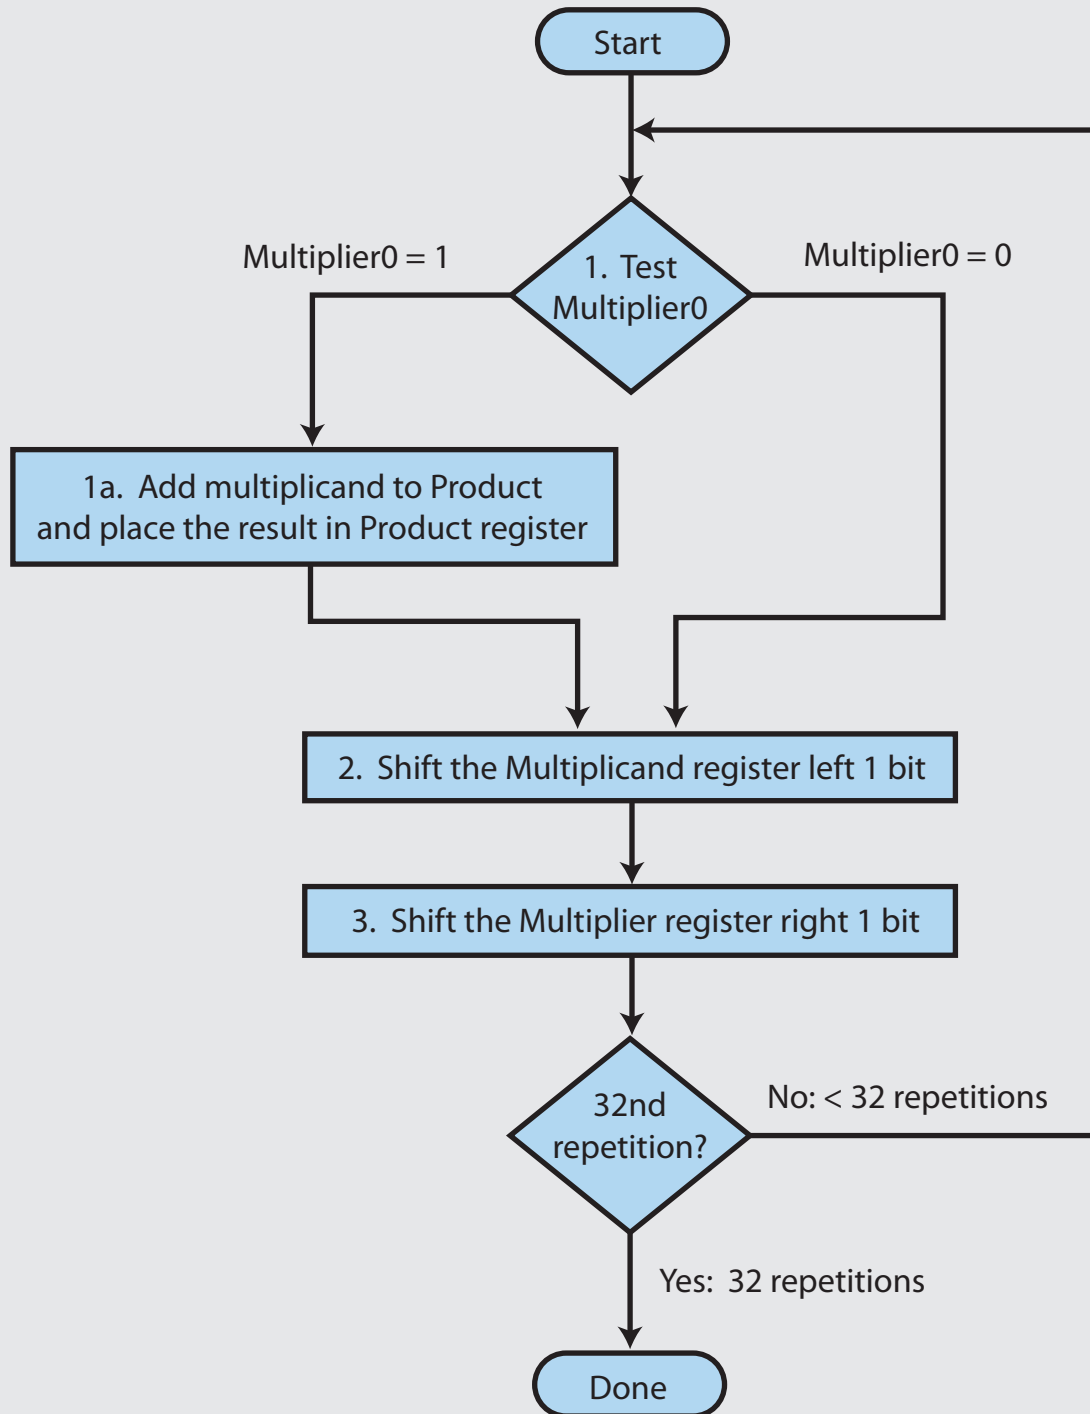 Start
Multiplier0 = 1
1. Test
Multiplier0
Multiplier0 = 0
1a. Add multiplicand to Product
and place the result in Product register
2. Shift the Multiplicand register left 1 bit
3. Shift the Multiplier register right 1 bit
32nd
repetition?
No: < 32 repetitions
Yes: 32 repetitions
Done